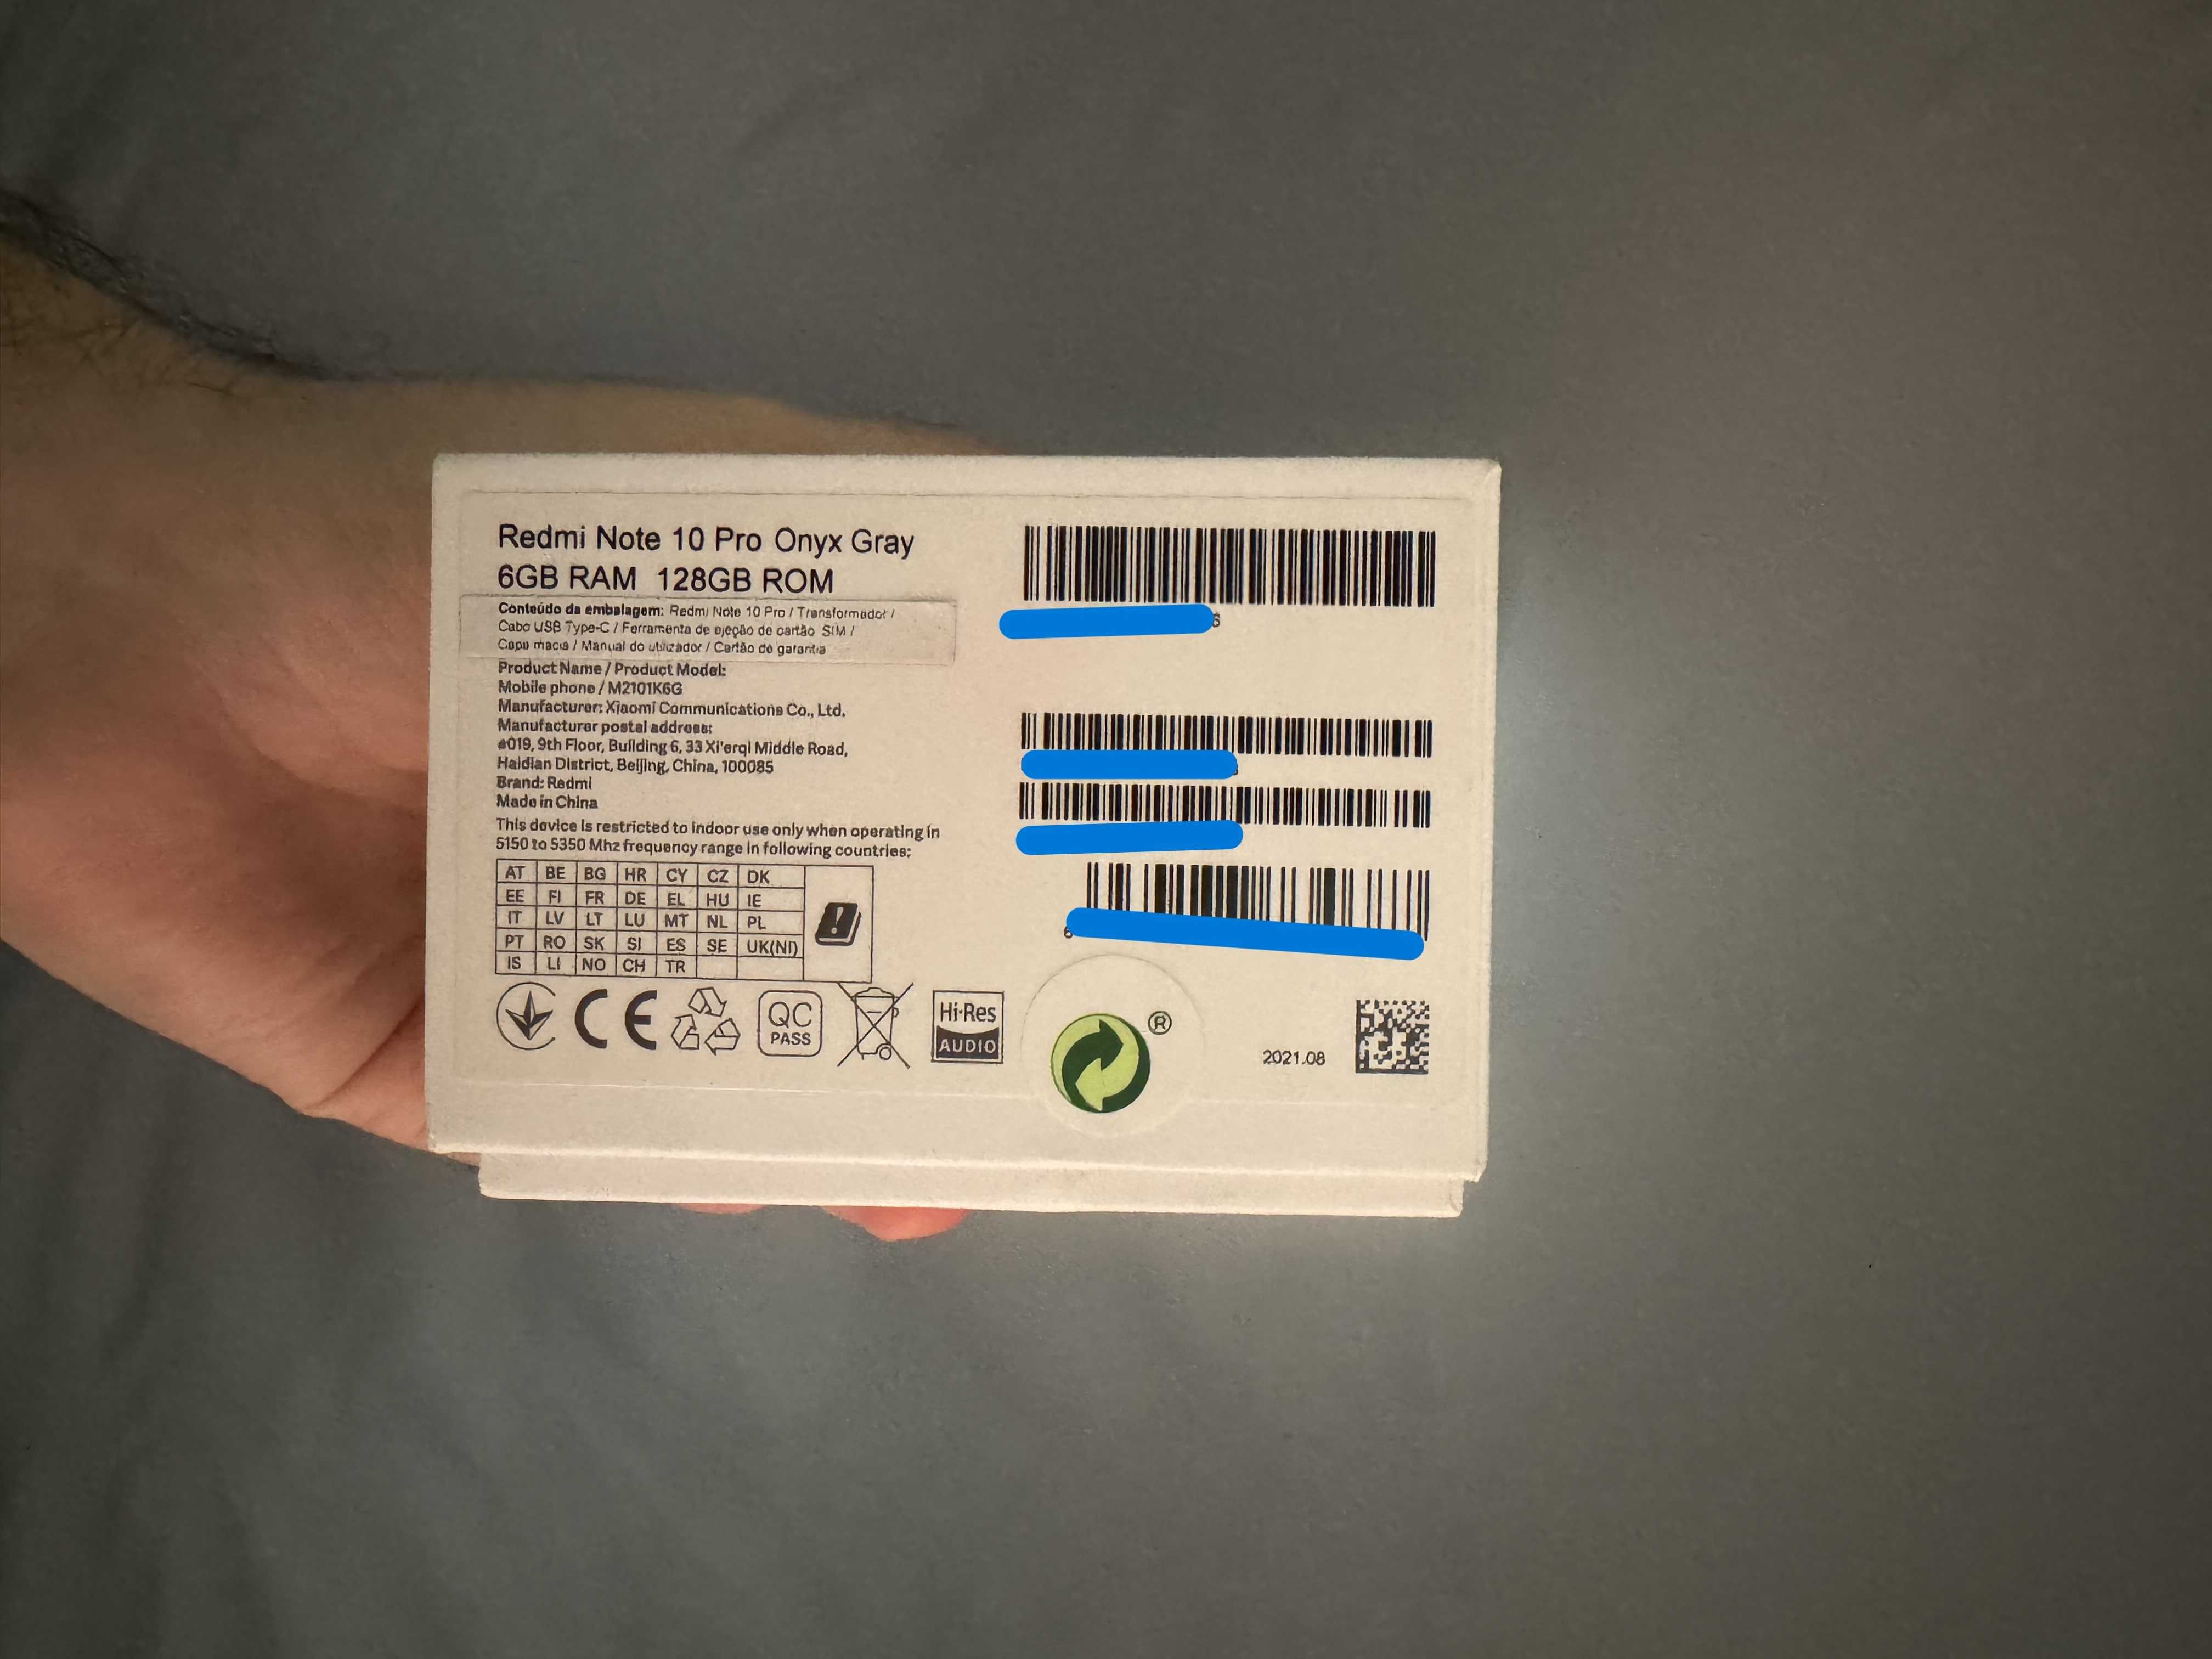 Redmi Note 10 Pro Onyx Gray
6GB RAM 128GB ROM
Conteúdo da embalagem: Redmi Note 10 Pro / Transformador /
Cabo USB Type-C / Ferramenta de ejeção de cartão SIM /
Capa macia / Manual do utilizador / Cartão de garantia
Product Name / Product Model:
Mobile phone / M2101K6G
Manufacturer: Xiaomi Communications Co., Ltd.
Manufacturer postal address:
#019, 9th Floor, Building 6, 33 Xi'erqi Middle Road,
Haidian District, Beijing, China, 100085
Brand: Redmi
Made in China
This device is restricted to indoor use only when operating in
5150 to 5350 Mhz frequency range in following countries:
AT BE BG HR CY CZ DK
EE FI FR DE EL HU IE
IT LV LT LU MT NL PL
PT RO SK SI ES SE UK(NI)
IS LI NO CH TR
CE
QC
PASS
Hi-Res
AUDIO
®
2021.08
6